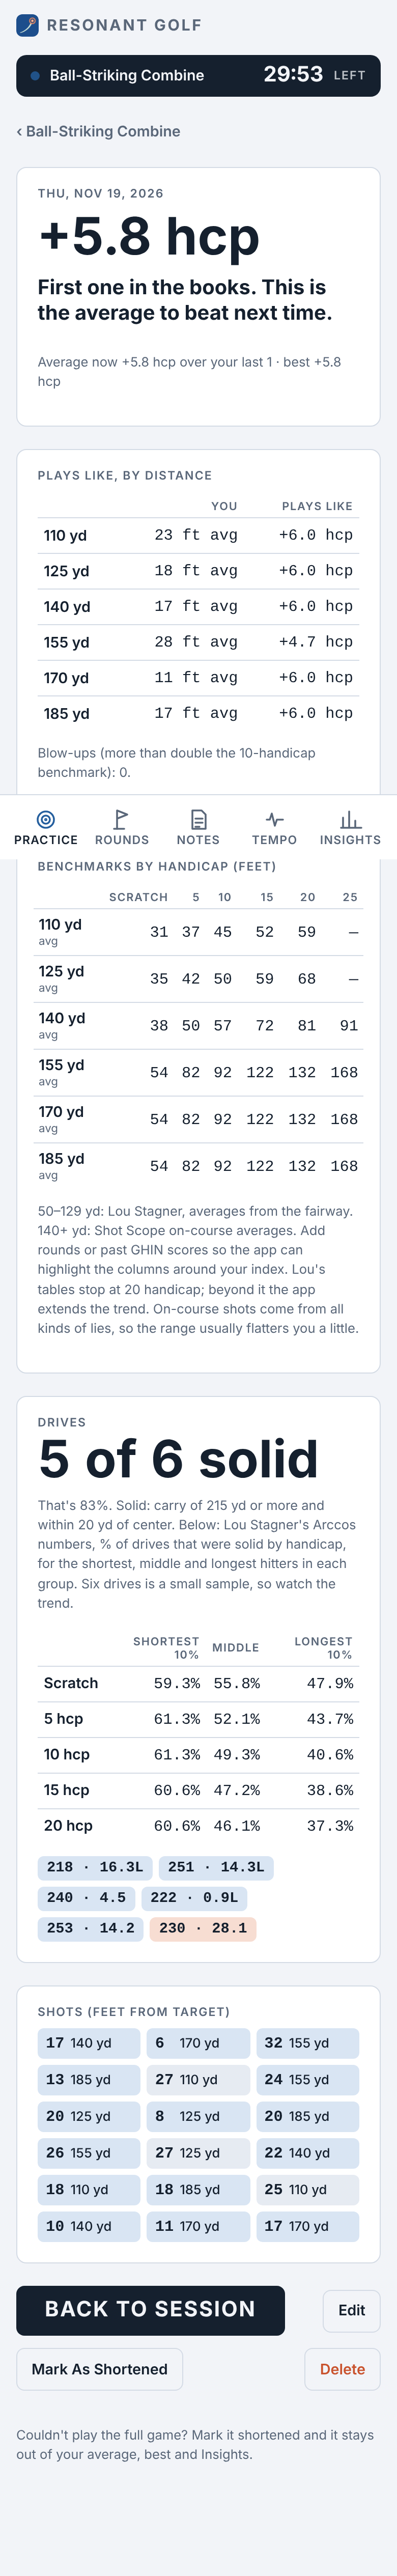 RESONANT GOLF
Ball-Striking Combine 29:53 LEFT
‹ Ball-Striking Combine
THU, NOV 19, 2026
+5.8 hcp
First one in the books. This is
the average to beat next time.
Average now +5.8 hcp over your last 1 · best +5.8
hcp
PLAYS LIKE, BY DISTANCE
YOU PLAYS LIKE
110 yd 23 ft avg +6.0 hcp
125 yd 18 ft avg +6.0 hcp
140 yd 17 ft avg +6.0 hcp
155 yd 28 ft avg +4.7 hcp
170 yd 11 ft avg +6.0 hcp
185 yd 17 ft avg +6.0 hcp
Blow-ups (more than double the 10-handicap
benchmark): 0.
PRACTICE ROUNDS NOTES TEMPO INSIGHTS
BENCHMARKS BY HANDICAP (FEET)
SCRATCH 5 10 15 20 25
110 yd 31 37 45 52 59 –
avg
125 yd 35 42 50 59 68 –
avg
140 yd 38 50 57 72 81 91
avg
155 yd 54 82 92 122 132 168
avg
170 yd 54 82 92 122 132 168
avg
185 yd 54 82 92 122 132 168
avg
50–129 yd: Lou Stagner, averages from the fairway.
140+ yd: Shot Scope on-course averages. Add
rounds or past GHIN scores so the app can
highlight the columns around your index. Lou's
tables stop at 20 handicap; beyond it the app
extends the trend. On-course shots come from all
kinds of lies, so the range usually flatters you a little.
DRIVES
5 of 6 solid
That's 83%. Solid: carry of 215 yd or more and
within 20 yd of center. Below: Lou Stagner's Arccos
numbers, % of drives that were solid by handicap,
for the shortest, middle and longest hitters in each
group. Six drives is a small sample, so watch the
trend.
SHORTEST MIDDLE LONGEST
10% 10%
Scratch 59.3% 55.8% 47.9%
5 hcp 61.3% 52.1% 43.7%
10 hcp 61.3% 49.3% 40.6%
15 hcp 60.6% 47.2% 38.6%
20 hcp 60.6% 46.1% 37.3%
218 · 16.3L 251 · 14.3L
240 · 4.5 222 · 0.9L
253 · 14.2 230 · 28.1
SHOTS (FEET FROM TARGET)
17 140 yd 6 170 yd 32 155 yd
13 185 yd 27 110 yd 24 155 yd
20 125 yd 8 125 yd 20 185 yd
26 155 yd 27 125 yd 22 140 yd
18 110 yd 18 185 yd 25 110 yd
10 140 yd 11 170 yd 17 170 yd
BACK TO SESSION Edit
Mark As Shortened Delete
Couldn't play the full game? Mark it shortened and it stays
out of your average, best and Insights.